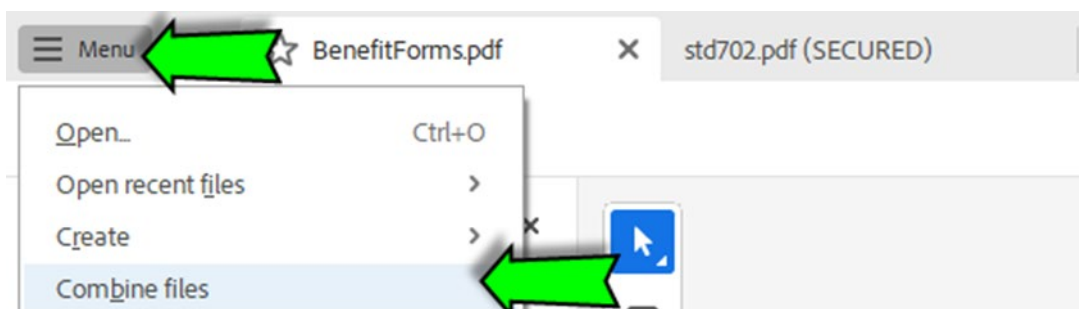 Menu BenefitForms.pdf std702.pdf (SECURED)
Open... Ctrl+O
Open recent files
Create
Combine files